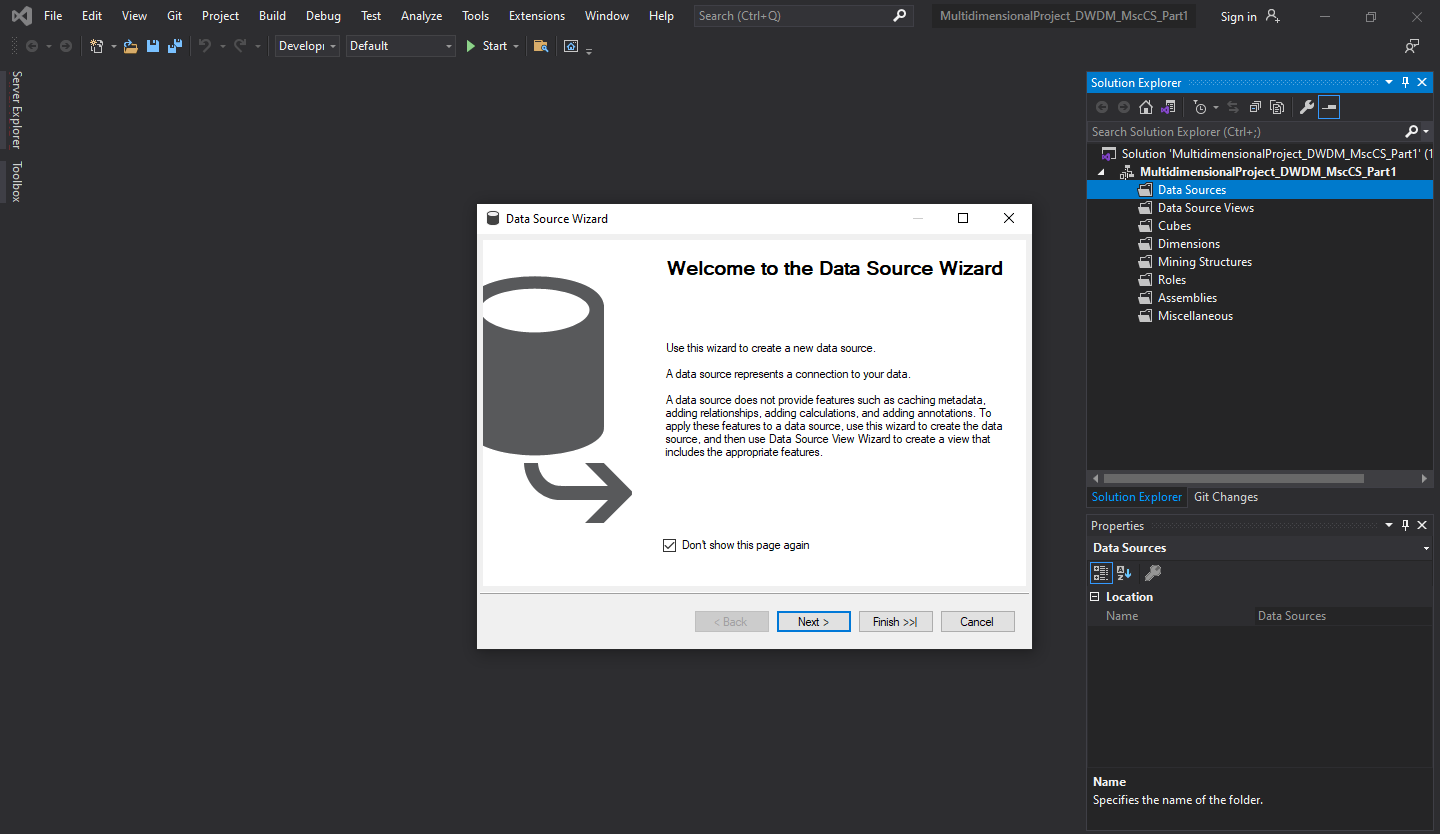 File Edit View Git Project Build Debug Test Analyze Tools Extensions Window Help Search (Ctrl+Q) MultidimensionalProject_DWDM_MscCS_Part1 Sign in
Developr Default Start
Server Explorer
Toolbox
Data Source Wizard
Welcome to the Data Source Wizard
Use this wizard to create a new data source.
A data source represents a connection to your data.
A data source does not provide features such as caching metadata,
adding relationships, adding calculations, and adding annotations. To
apply these features to a data source, use this wizard to create the data
source, and then use Data Source View Wizard to create a view that
includes the appropriate features.
Don't show this page again
< Back Next > Finish >>| Cancel
Solution Explorer
Search Solution Explorer (Ctrl+;)
Solution 'MultidimensionalProject_DWDM_MscCS_Part1' (1
MultidimensionalProject_DWDM_MscCS_Part1
Data Sources
Data Source Views
Cubes
Dimensions
Mining Structures
Roles
Assemblies
Miscellaneous
Solution Explorer Git Changes
Properties
Data Sources
Location
Name Data Sources
Name
Specifies the name of the folder.